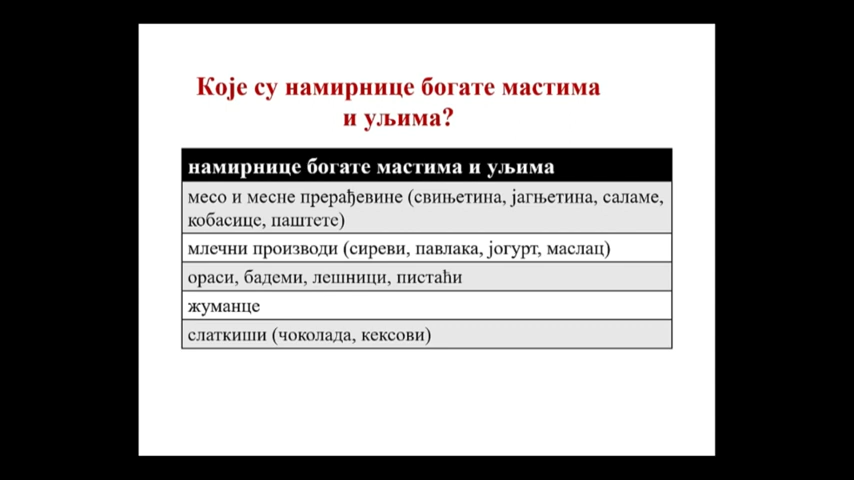 Које су намирнице богате мастима
и уљима?
намирнице богате мастима и уљима
месо и месне прерађевине (свињетина, јагњетина, саламе,
кобасице, паштете)
млечни производи (сиреви, павлака, јогурт, маслац)
ораси, бадеми, лешници, пистаћи
жуманце
слаткиши (чоколада, кексови)